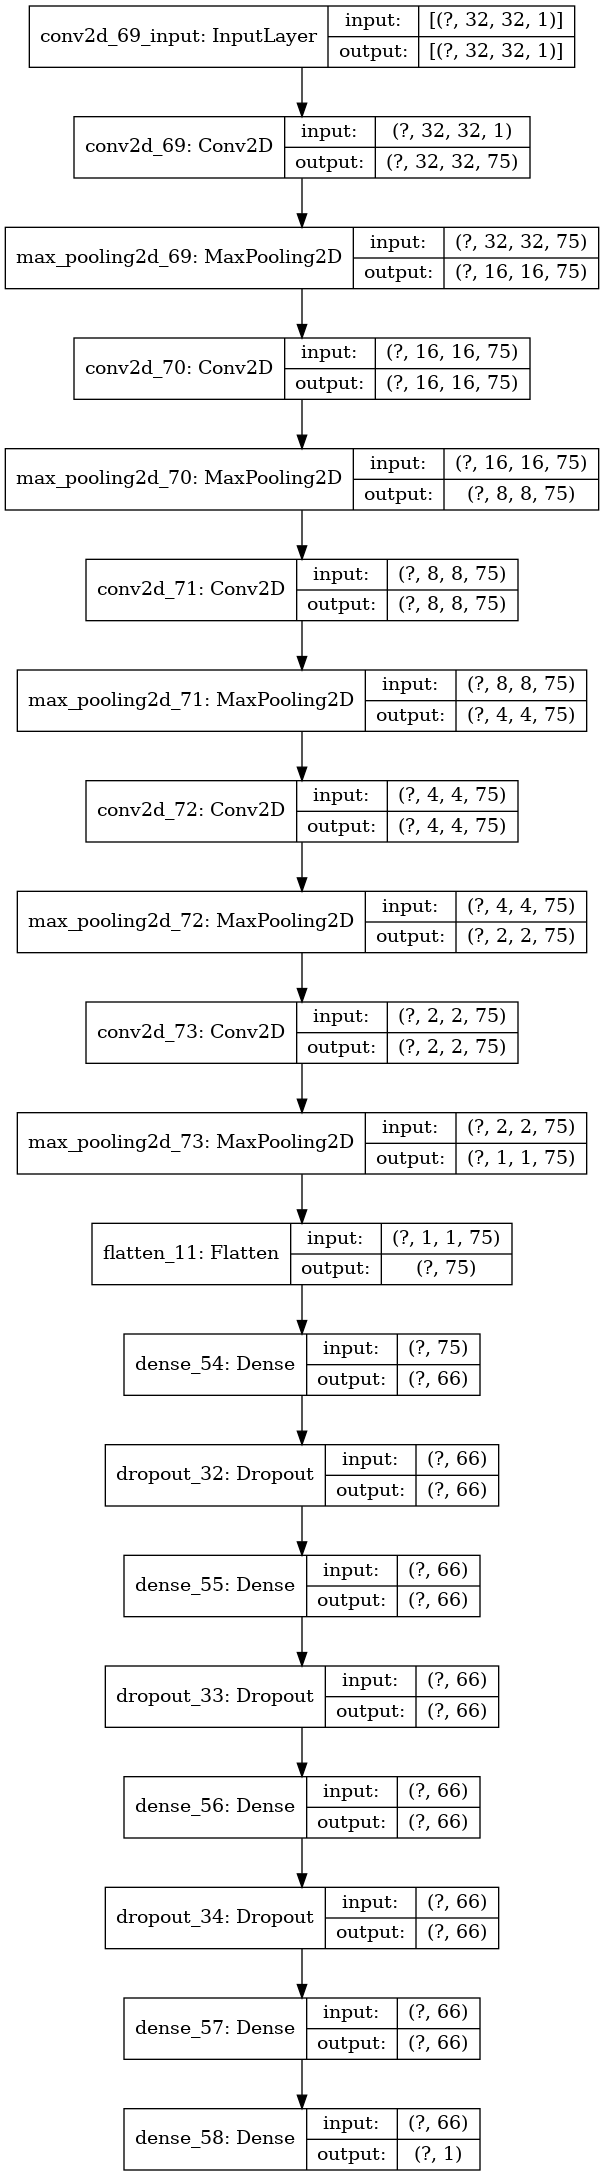 conv2d_69_input: InputLayer input: [(?, 32, 32, 1)]
output: [(?, 32, 32, 1)]
conv2d_69: Conv2D input: (?, 32, 32, 1)
output: (?, 32, 32, 75)
max_pooling2d_69: MaxPooling2D input: (?, 32, 32, 75)
output: (?, 16, 16, 75)
conv2d_70: Conv2D input: (?, 16, 16, 75)
output: (?, 16, 16, 75)
max_pooling2d_70: MaxPooling2D input: (?, 16, 16, 75)
output: (?, 8, 8, 75)
conv2d_71: Conv2D input: (?, 8, 8, 75)
output: (?, 8, 8, 75)
max_pooling2d_71: MaxPooling2D input: (?, 8, 8, 75)
output: (?, 4, 4, 75)
conv2d_72: Conv2D input: (?, 4, 4, 75)
output: (?, 4, 4, 75)
max_pooling2d_72: MaxPooling2D input: (?, 4, 4, 75)
output: (?, 2, 2, 75)
conv2d_73: Conv2D input: (?, 2, 2, 75)
output: (?, 2, 2, 75)
max_pooling2d_73: MaxPooling2D input: (?, 2, 2, 75)
output: (?, 1, 1, 75)
flatten_11: Flatten input: (?, 1, 1, 75)
output: (?, 75)
dense_54: Dense input: (?, 75)
output: (?, 66)
dropout_32: Dropout input: (?, 66)
output: (?, 66)
dense_55: Dense input: (?, 66)
output: (?, 66)
dropout_33: Dropout input: (?, 66)
output: (?, 66)
dense_56: Dense input: (?, 66)
output: (?, 66)
dropout_34: Dropout input: (?, 66)
output: (?, 66)
dense_57: Dense input: (?, 66)
output: (?, 66)
dense_58: Dense input: (?, 66)
output: (?, 1)